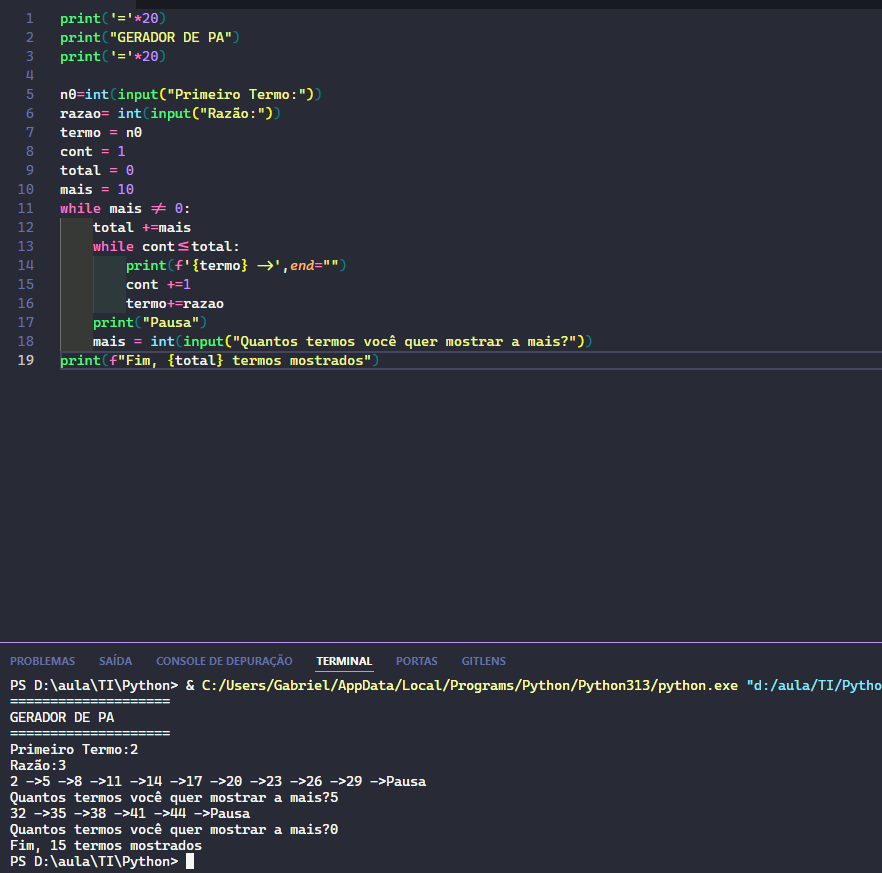 1 print('='*20)
2 print("GERADOR DE PA")
3 print('='*20)
4
5 n0=int(input("Primeiro Termo:"))
6 razao= int(input("Razão:"))
7 termo = n0
8 cont = 1
9 total = 0
10 mais = 10
11 while mais != 0:
12 total +=mais
13 while cont<=total:
14 print(f'{termo} ->',end="")
15 cont +=1
16 termo+=razao
17 print("Pausa")
18 mais = int(input("Quantos termos você quer mostrar a mais?"))
19 print(f"Fim, {total} termos mostrados")
PROBLEMAS SAÍDA CONSOLE DE DEPURAÇÃO TERMINAL PORTAS GITLENS
PS D:\aula\TI\Python> & C:/Users/Gabriel/AppData/Local/Programs/Python/Python313/python.exe "d:/aula/TI/Pytho
====================
GERADOR DE PA
====================
Primeiro Termo:2
Razão:3
2 ->5 ->8 ->11 ->14 ->17 ->20 ->23 ->26 ->29 ->Pausa
Quantos termos você quer mostrar a mais?5
32 ->35 ->38 ->41 ->44 ->Pausa
Quantos termos você quer mostrar a mais?0
Fim, 15 termos mostrados
PS D:\aula\TI\Python>